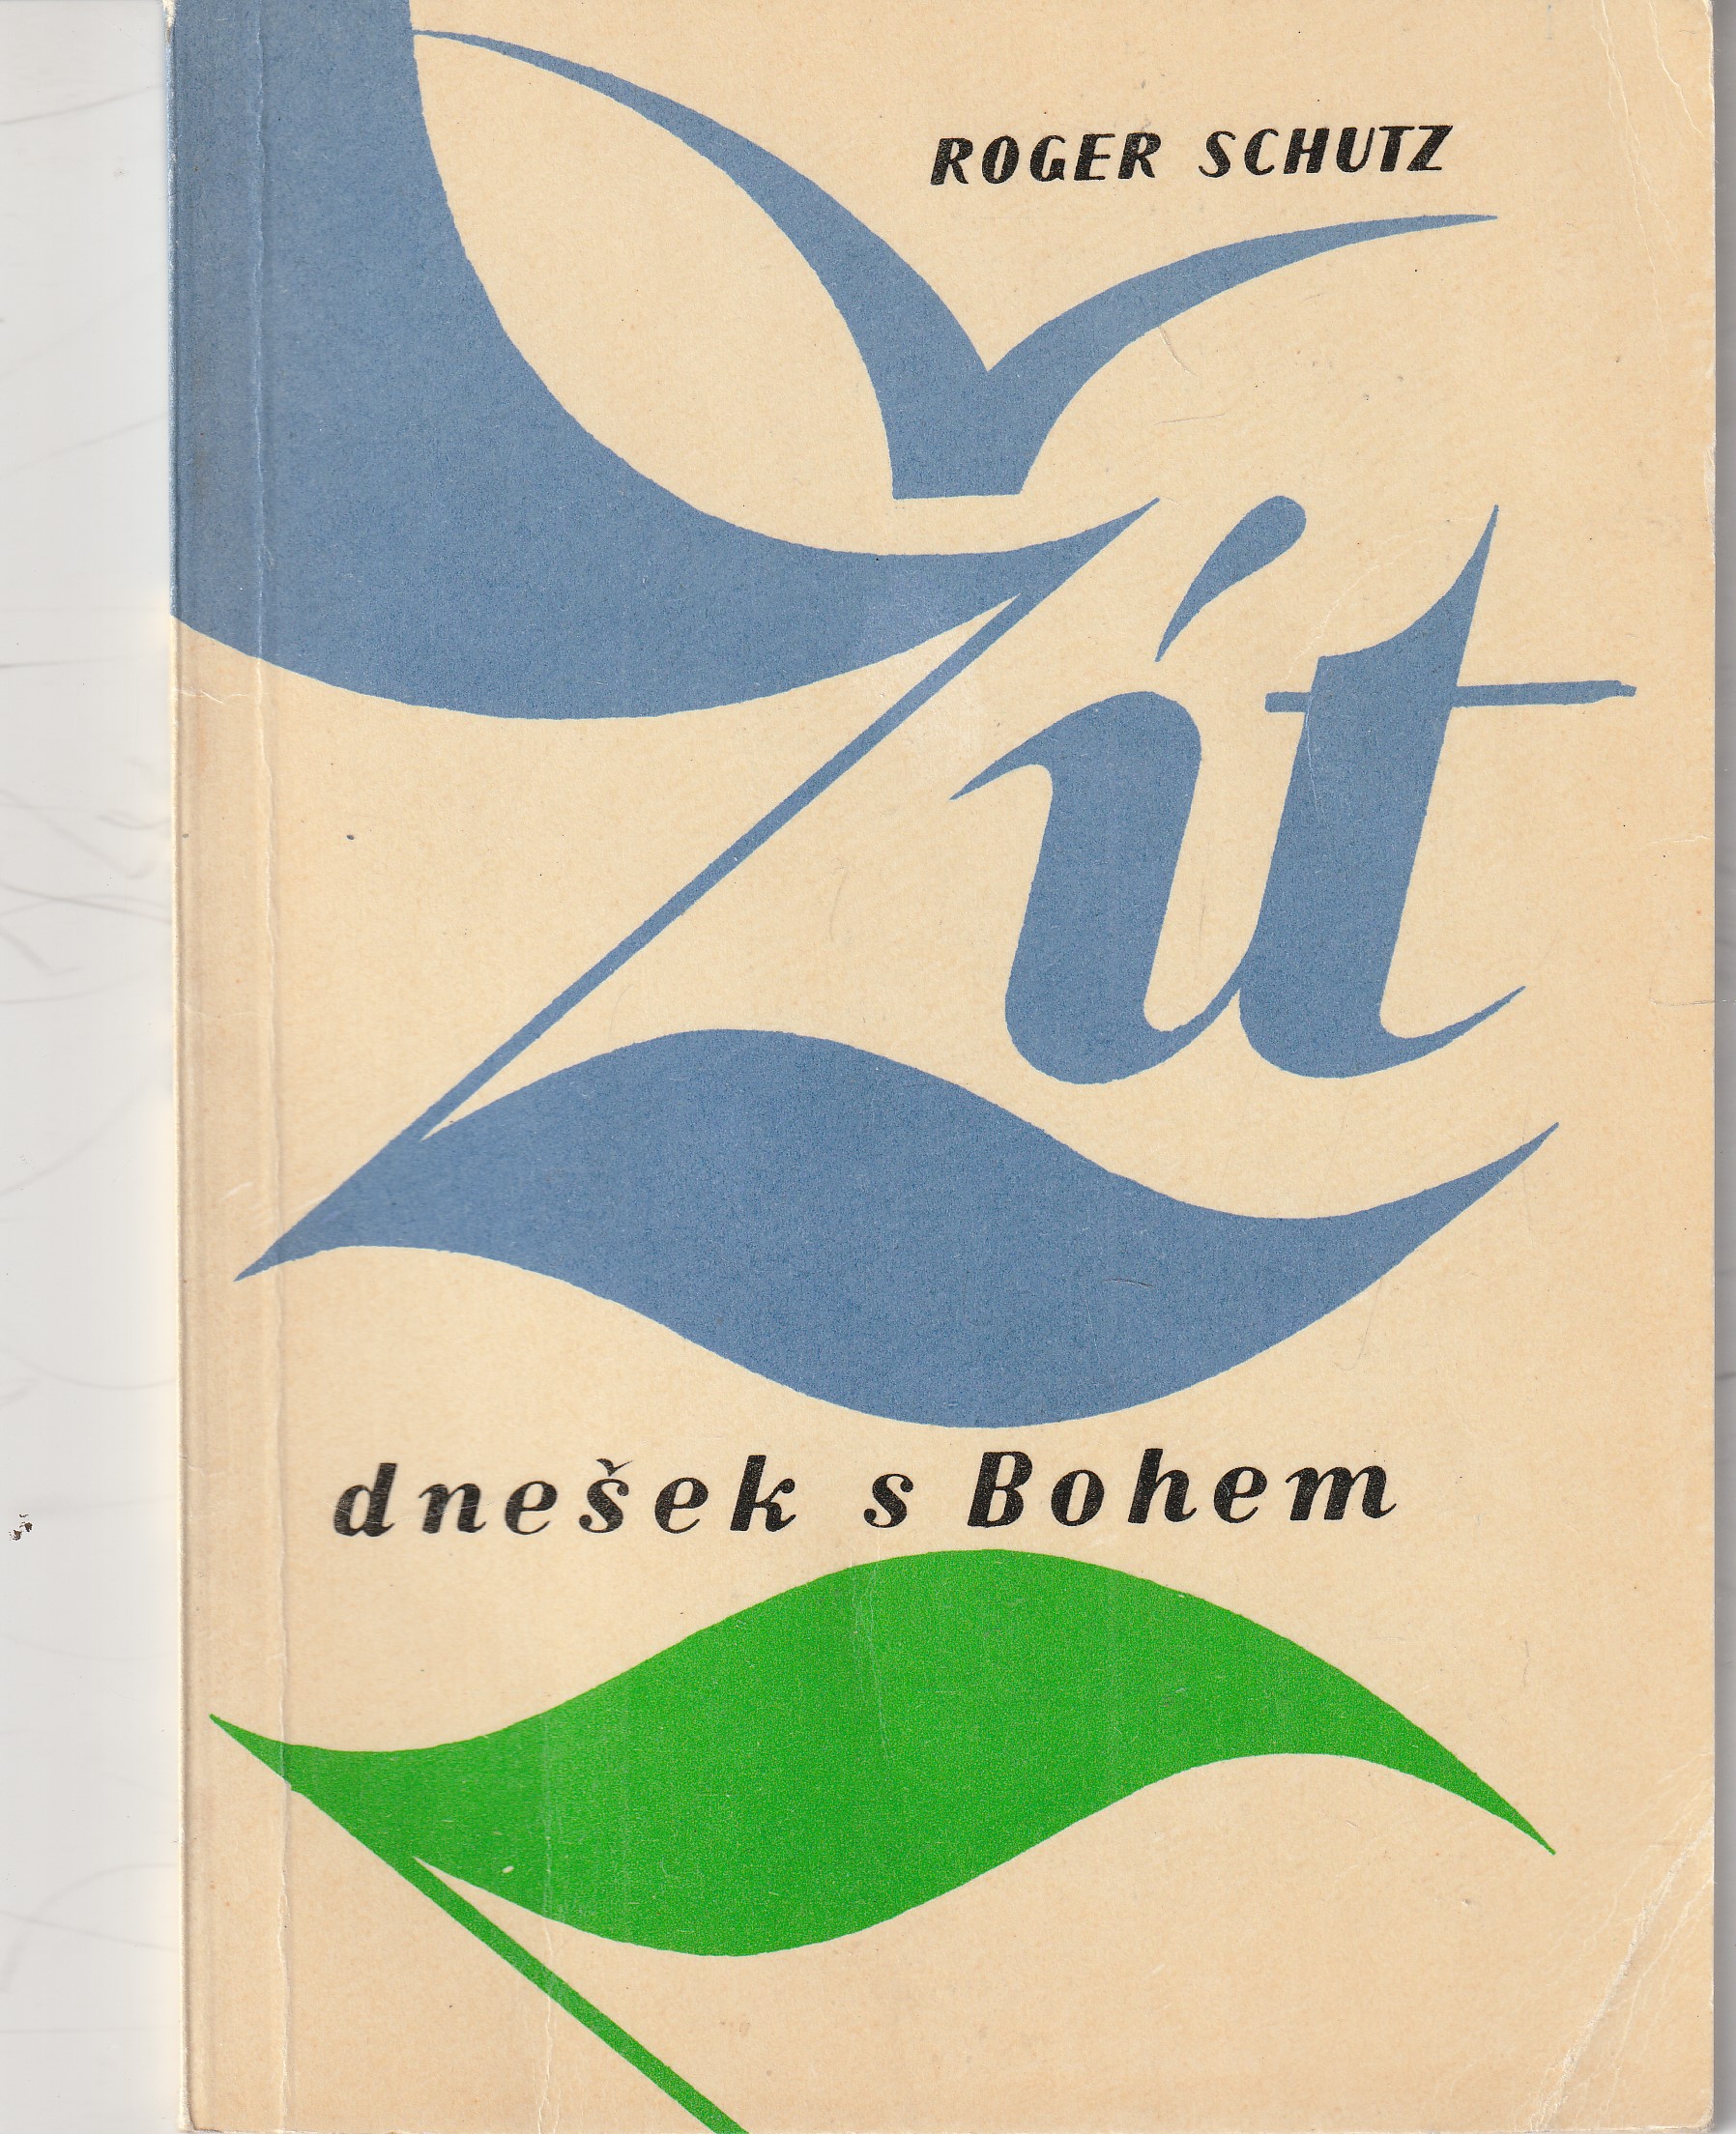 ROGER SCHUTZ
Žít
dnešek s Bohem